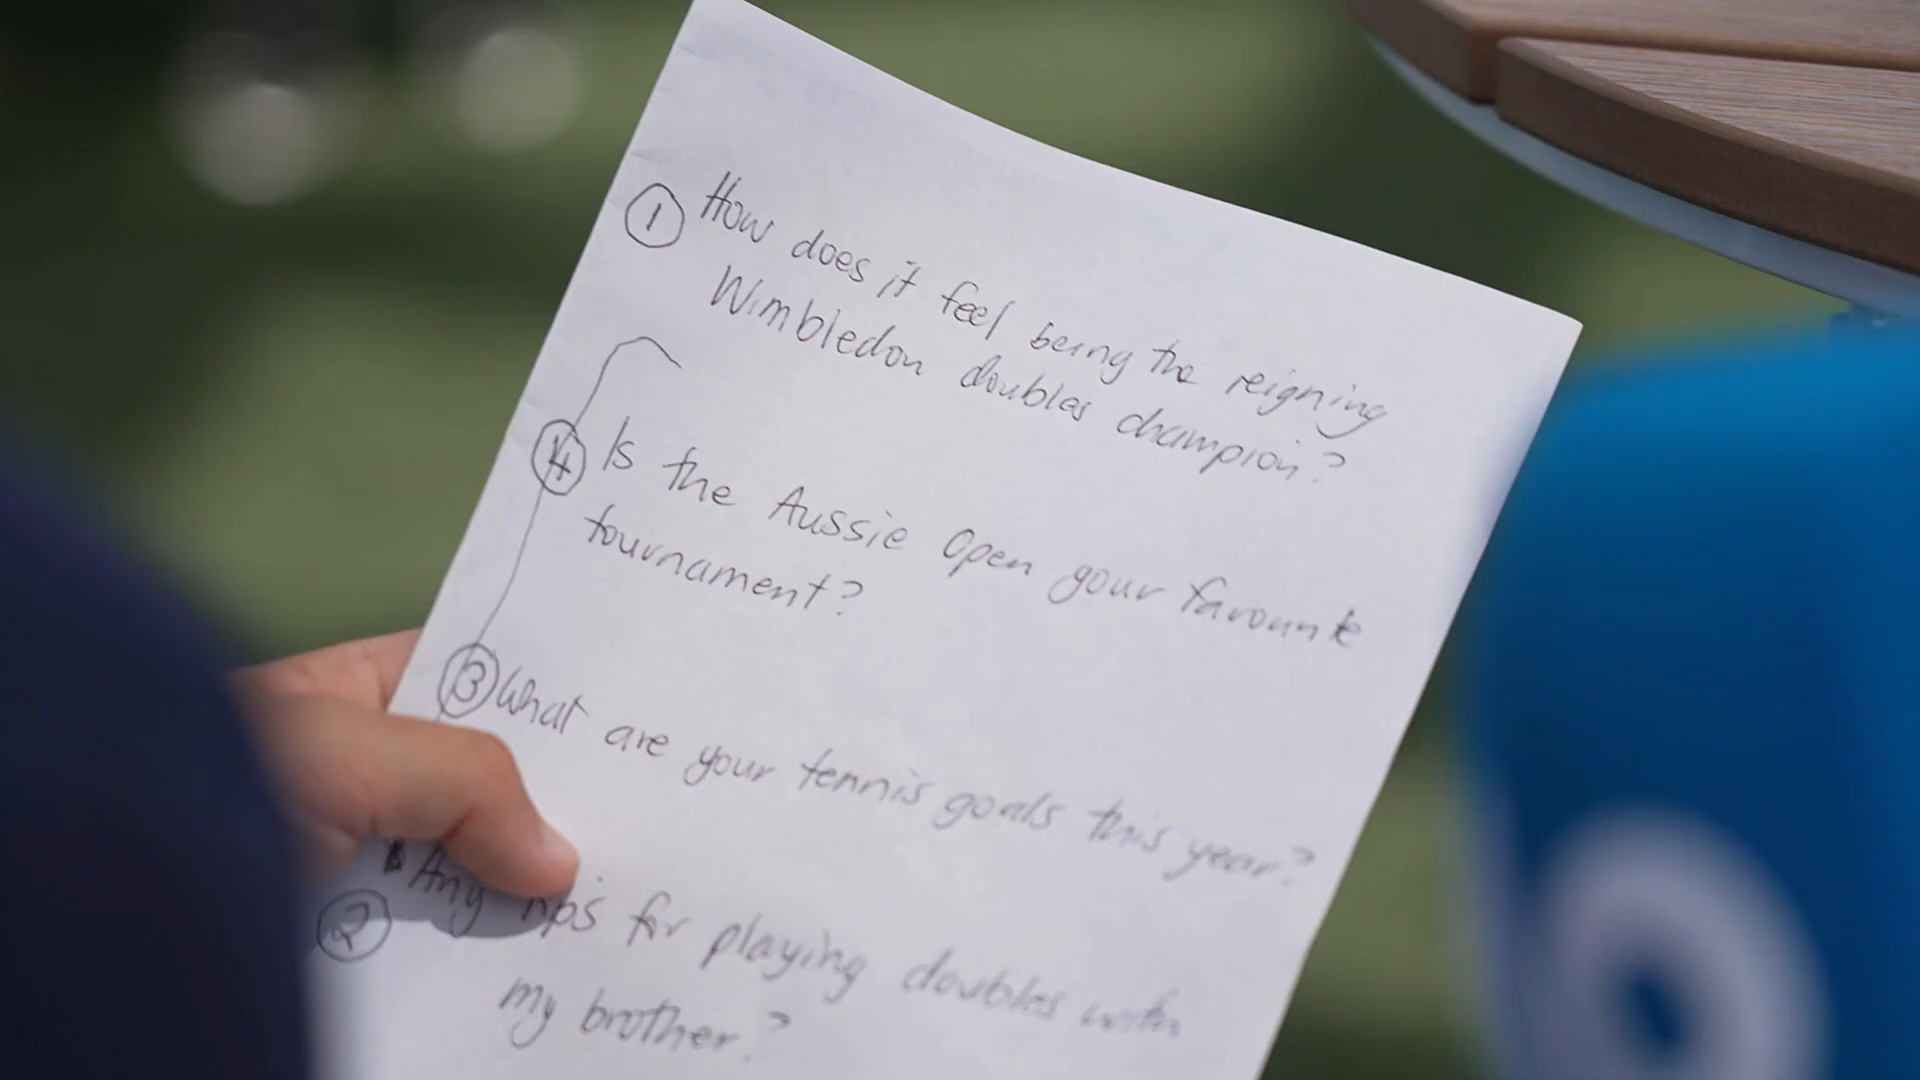 ① How does it feel being the reigning
Wimbledon doubles champion?
④ Is the Aussie Open your favourite
tournament?
③ What are your tennis goals this year?
② Any tips for playing doubles with
my brother?